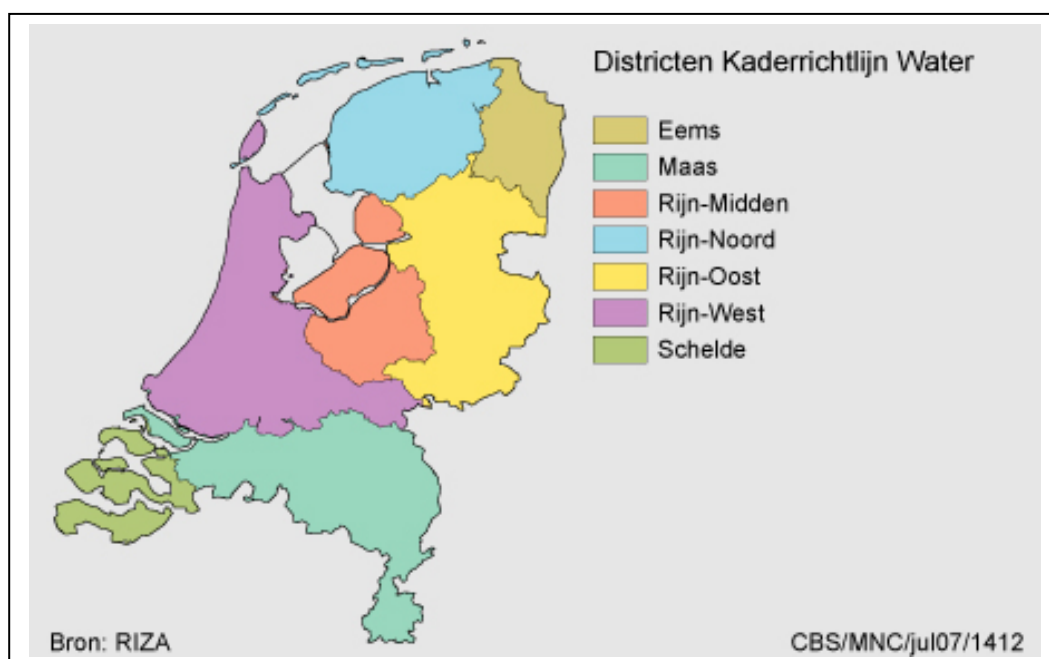 Districten Kaderrichtlijn Water
Eems
Maas
Rijn-Midden
Rijn-Noord
Rijn-Oost
Rijn-West
Schelde
Bron: RIZA
CBS/MNC/jul07/1412